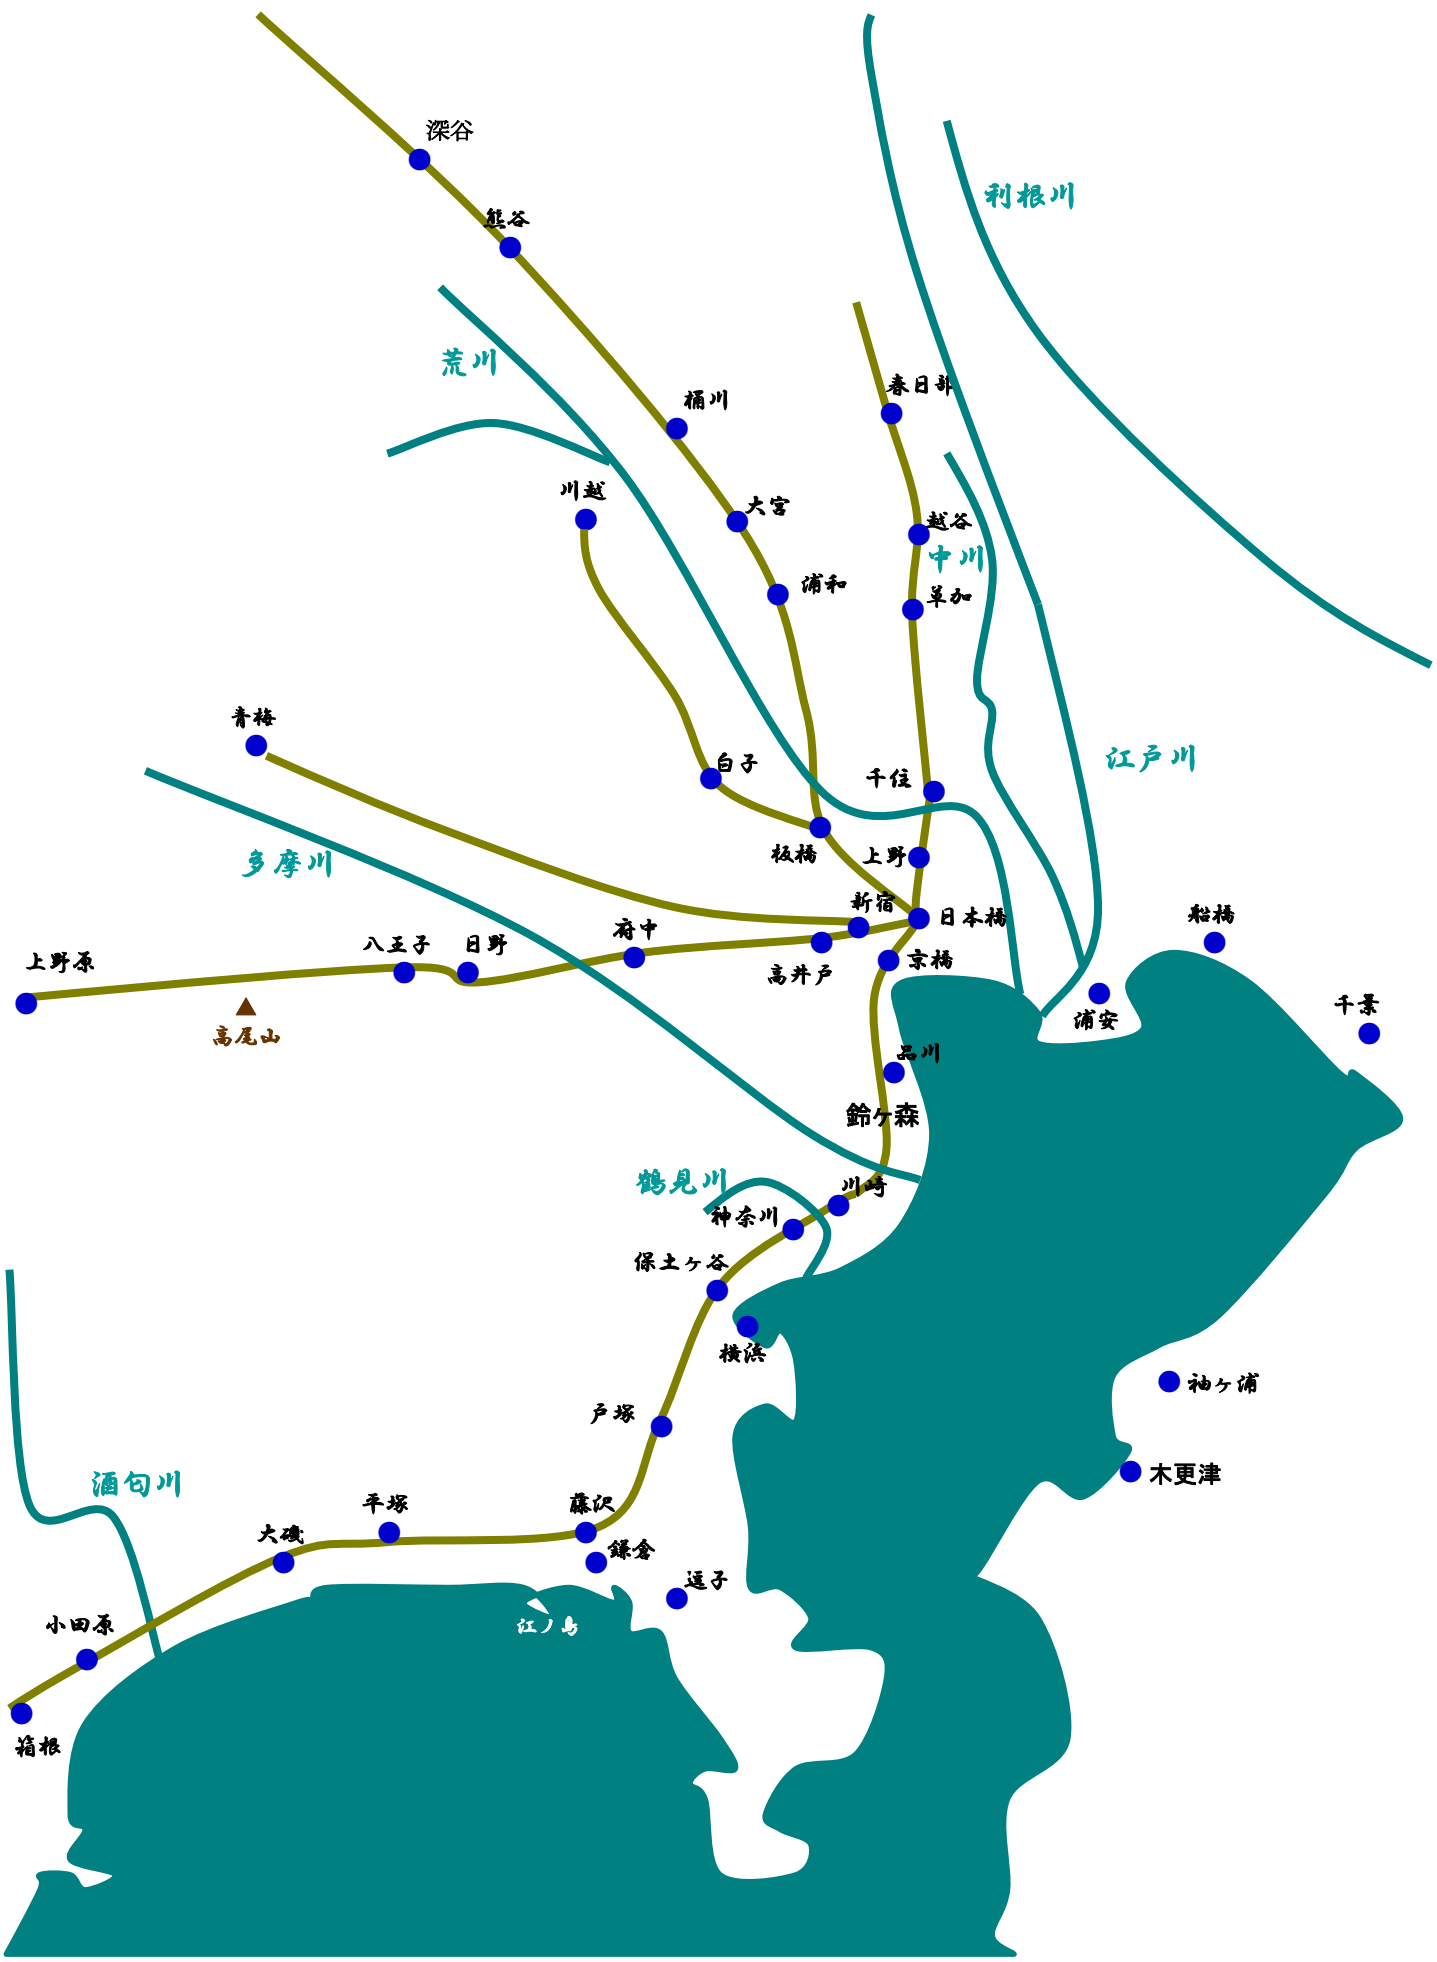 深谷
利根川
熊谷
荒川
春日部
桶川
川越
大宮
越谷
中川
浦和
草加
青梅
江戸川
白子
千住
多摩川
板橋
上野
新宿
日本橋
船橋
府中
八王子
日野
上野原
京橋
高井戸
千葉
浦安
高尾山
品川
鈴ヶ森
鶴見川
川崎
神奈川
保土ヶ谷
横浜
袖ヶ浦
戸塚
木更津
酒匂川
平塚
藤沢
大磯
鎌倉
逗子
小田原
江ノ島
箱根